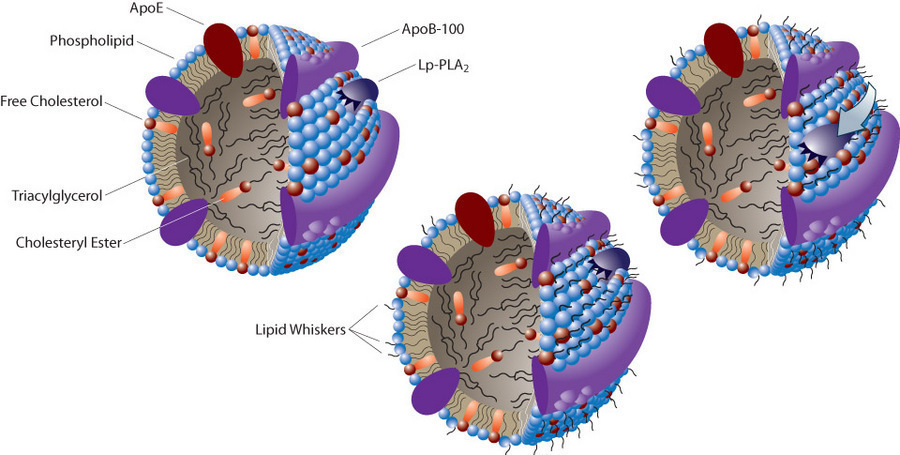 ApoE
ApoB-100
Phospholipid
Lp-PLA₂
Free Cholesterol
Triacylglycerol
Cholesteryl Ester
Lipid Whiskers